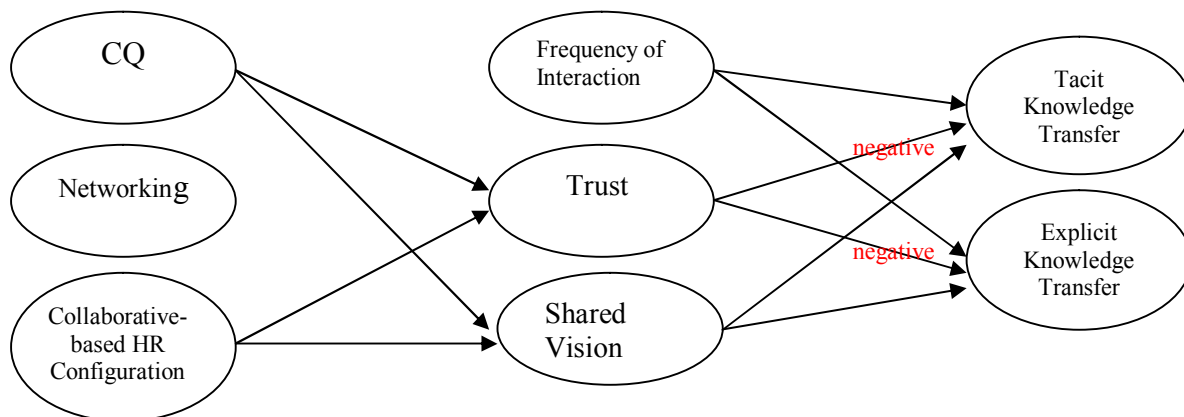 CQ
Networking
Collaborative-
based HR
Configuration
Frequency of
Interaction
Trust
Shared
Vision
negative
negative
Tacit
Knowledge
Transfer
Explicit
Knowledge
Transfer